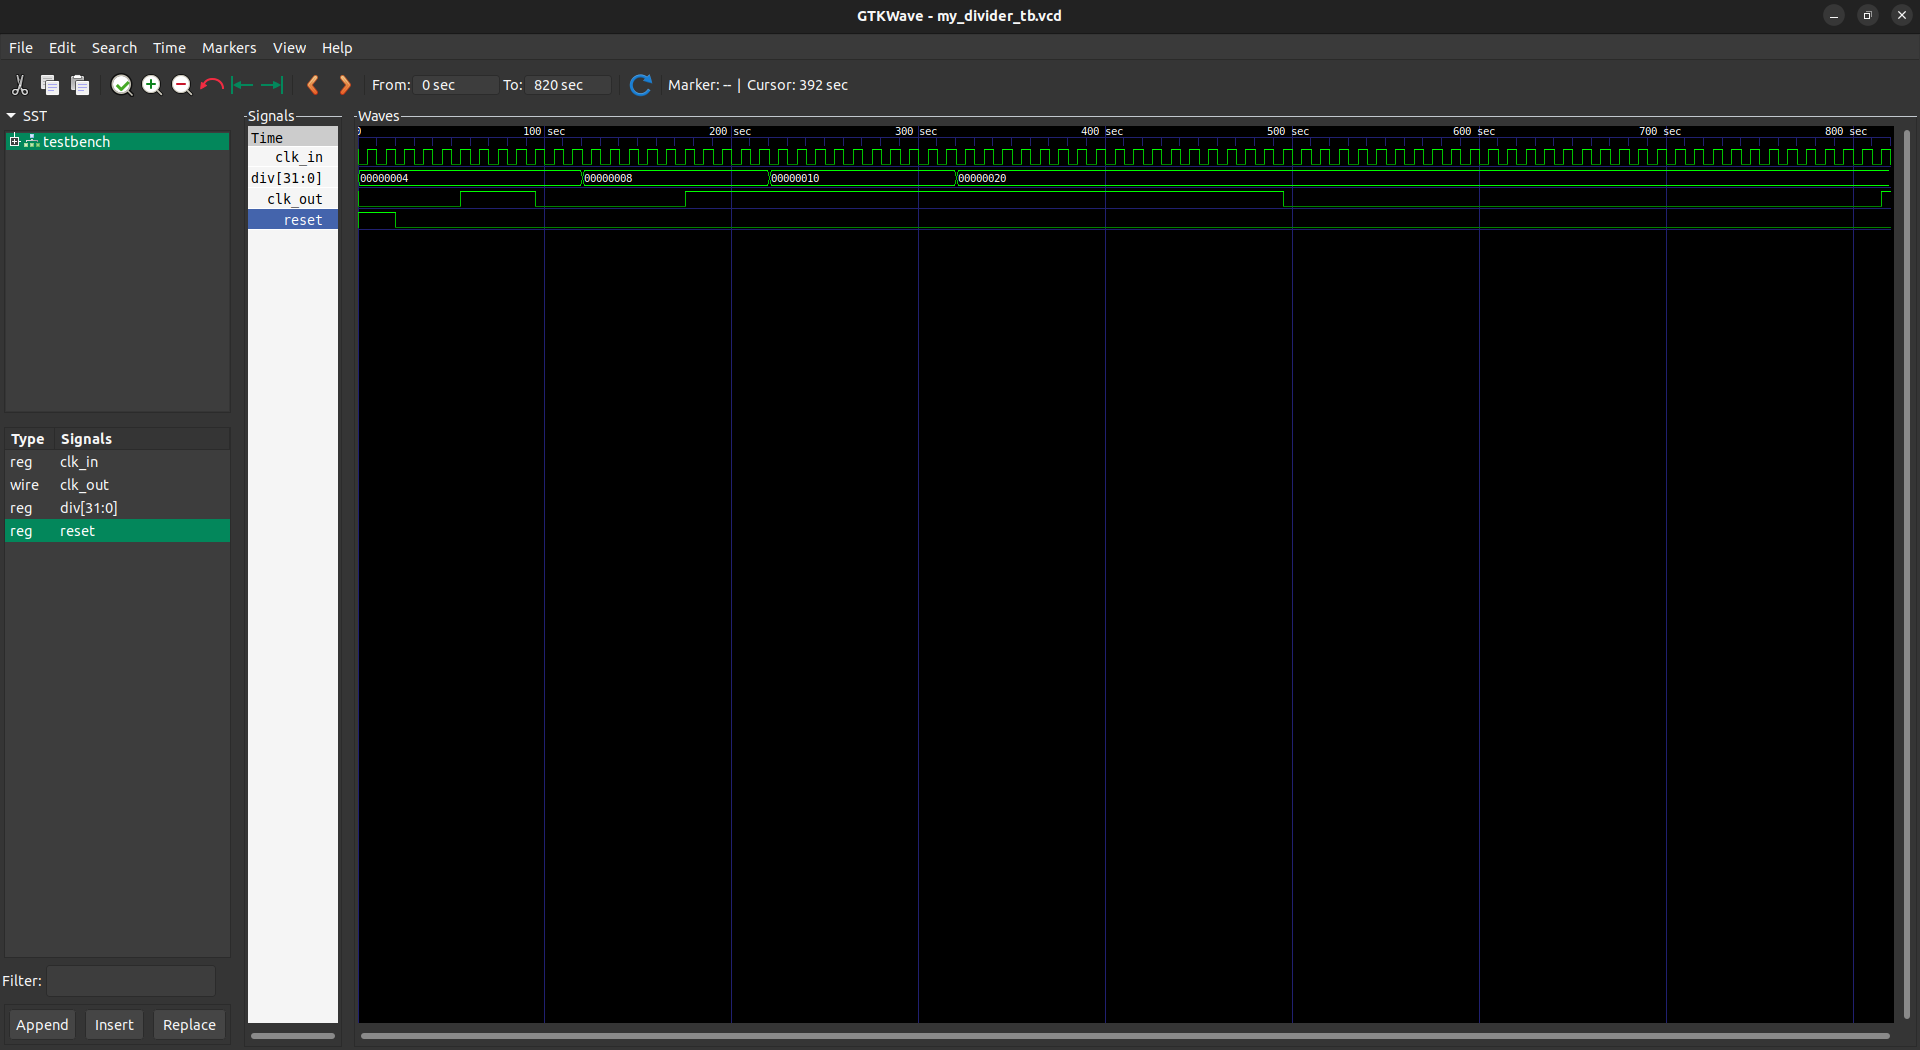 GTKWave - my_divider_tb.vcd
File Edit Search Time Markers View Help
From: 0 sec To: 820 sec Marker: -- | Cursor: 392 sec
SST
testbench
Type Signals
reg clk_in
wire clk_out
reg div[31:0]
reg reset
Filter:
Append Insert Replace
Signals
Time
clk_in
div[31:0]
clk_out
reset
Waves
0 100 sec 200 sec 300 sec 400 sec 500 sec 600 sec 700 sec 800 sec
00000004 00000008 00000010 00000020